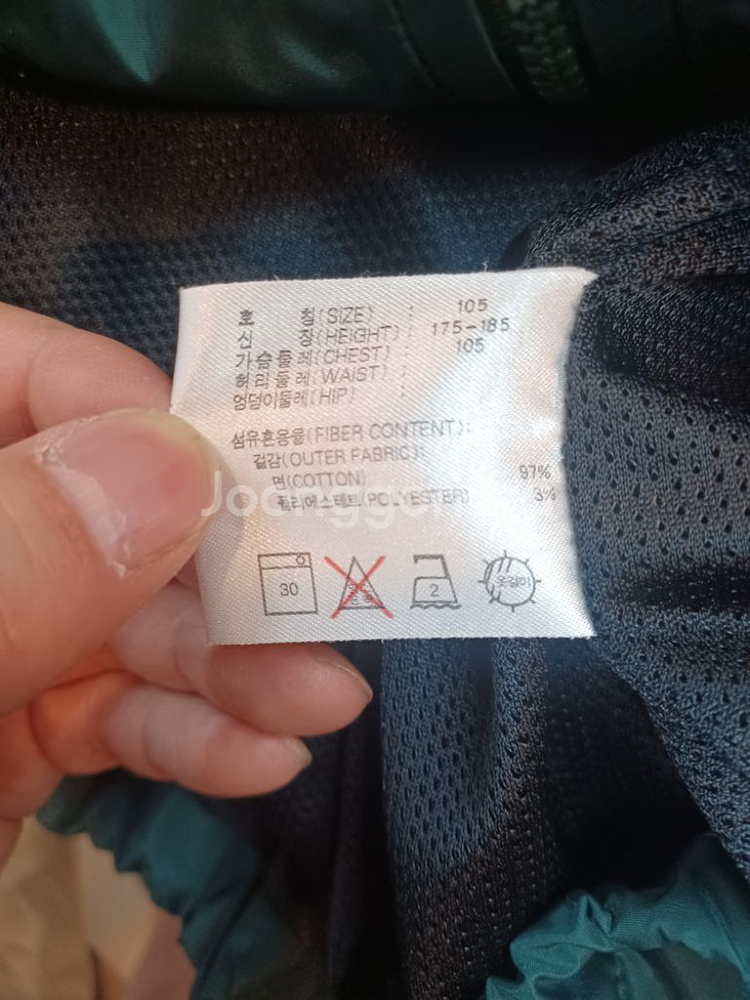 호 칭(SIZE) : 105
신 장(HEIGHT) : 175-185
가슴둘레(CHEST) : 105
허리둘레(WAIST) :
엉덩이둘레(HIP) :
섬유혼용율(FIBER CONTENT):
겉감(OUTER FABRIC):
면(COTTON) 97%
폴리에스테르(POLYESTER) 3%
30 2 옷걸이